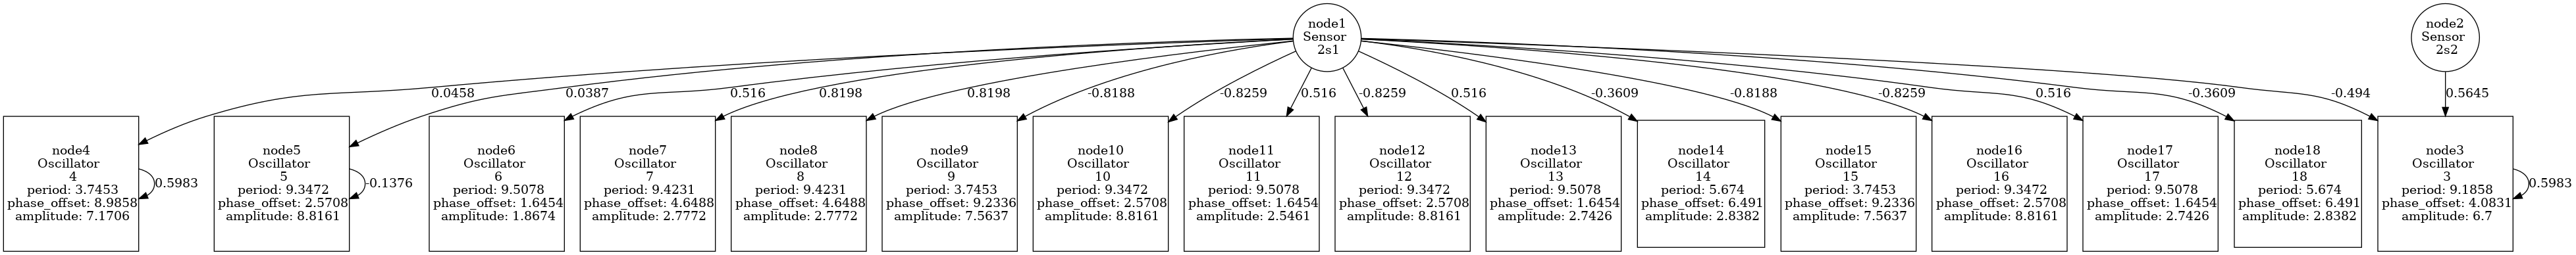 node1
Sensor
2s1
node2
Sensor
2s2
0.0458
0.0387
0.516
0.8198
0.8198
-0.8188
-0.8259
0.516
-0.8259
0.516
-0.3609
-0.8188
-0.8259
0.516
-0.3609
-0.494
0.5645
node4
Oscillator
4
period: 3.7453
phase_offset: 8.9858
amplitude: 7.1706
0.5983
node5
Oscillator
5
period: 9.3472
phase_offset: 2.5708
amplitude: 8.8161
-0.1376
node6
Oscillator
6
period: 9.5078
phase_offset: 1.6454
amplitude: 1.8674
node7
Oscillator
7
period: 9.4231
phase_offset: 4.6488
amplitude: 2.7772
node8
Oscillator
8
period: 9.4231
phase_offset: 4.6488
amplitude: 2.7772
node9
Oscillator
9
period: 3.7453
phase_offset: 9.2336
amplitude: 7.5637
node10
Oscillator
10
period: 9.3472
phase_offset: 2.5708
amplitude: 8.8161
node11
Oscillator
11
period: 9.5078
phase_offset: 1.6454
amplitude: 2.5461
node12
Oscillator
12
period: 9.3472
phase_offset: 2.5708
amplitude: 8.8161
node13
Oscillator
13
period: 9.5078
phase_offset: 1.6454
amplitude: 2.7426
node14
Oscillator
14
period: 5.674
phase_offset: 6.491
amplitude: 2.8382
node15
Oscillator
15
period: 3.7453
phase_offset: 9.2336
amplitude: 7.5637
node16
Oscillator
16
period: 9.3472
phase_offset: 2.5708
amplitude: 8.8161
node17
Oscillator
17
period: 9.5078
phase_offset: 1.6454
amplitude: 2.7426
node18
Oscillator
18
period: 5.674
phase_offset: 6.491
amplitude: 2.8382
node3
Oscillator
3
period: 9.1858
phase_offset: 4.0831
amplitude: 6.7
0.5983